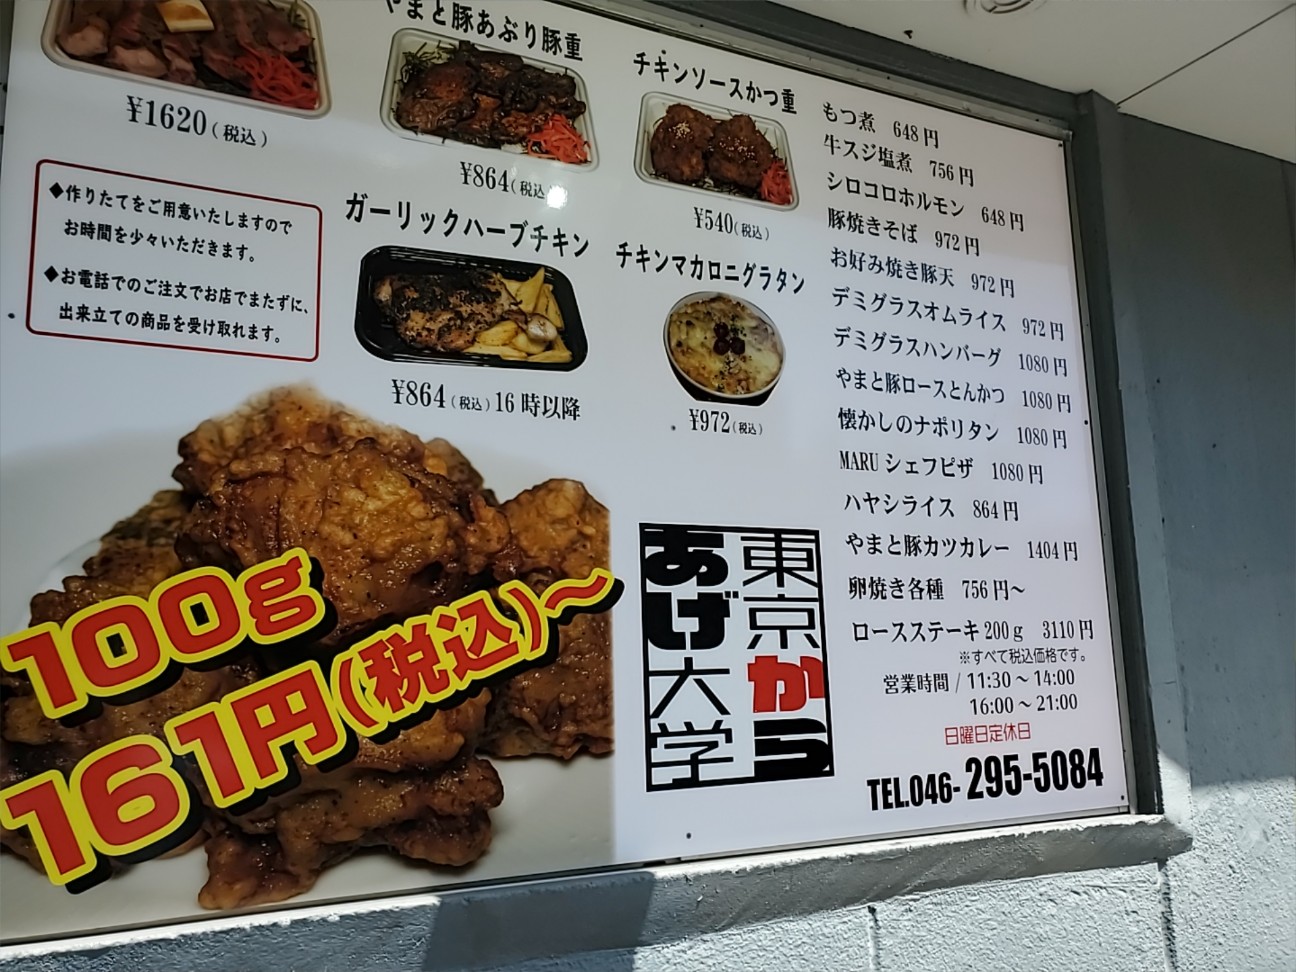 やまと豚あぶり豚重
チキンソースかつ重
¥1620(税込)
¥864(税込
¥540(税込)
◆作りたてをご用意いたしますので
お時間を少々いただきます。
◆お電話でのご注文でお店でまたずに、
出来立ての商品を受け取れます。
ガーリックハーブチキン
チキンマカロニグラタン
¥864(税込)16時以降
¥972(税込)
100g
161円(税込)~
東京から
あげ大学
もつ煮 648円
牛スジ塩煮 756円
シロコロホルモン 648円
豚焼きそば 972円
お好み焼き豚天 972円
デミグラスオムライス 972円
デミグラスハンバーグ 1080円
やまと豚ロースとんかつ 1080円
懐かしのナポリタン 1080円
MARUシェフピザ 1080円
ハヤシライス 864円
やまと豚カツカレー 1404円
卵焼き各種 756円~
ロースステーキ200g 3110円
※すべて税込価格です。
営業時間/11:30~14:00
16:00~21:00
日曜日定休日
TEL.046-295-5084